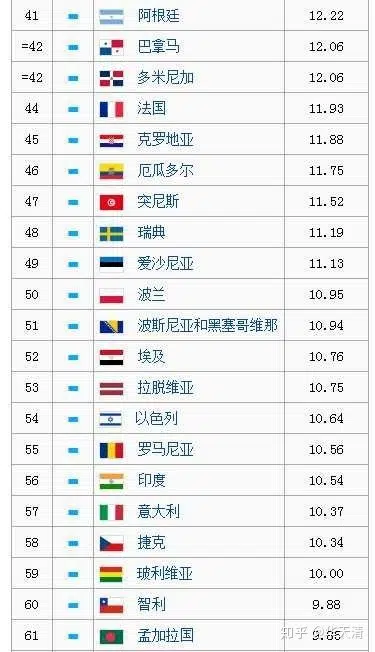 41 阿根廷 12.22
=42 巴拿马 12.06
=42 多米尼加 12.06
44 法国 11.93
45 克罗地亚 11.88
46 厄瓜多尔 11.75
47 突尼斯 11.52
48 瑞典 11.19
49 爱沙尼亚 11.13
50 波兰 10.95
51 波斯尼亚和黑塞哥维那 10.94
52 埃及 10.76
53 拉脱维亚 10.75
54 以色列 10.64
55 罗马尼亚 10.56
56 印度 10.54
57 意大利 10.37
58 捷克 10.34
59 玻利维亚 10.00
60 智利 9.88
61 孟加拉国 9.85
知乎